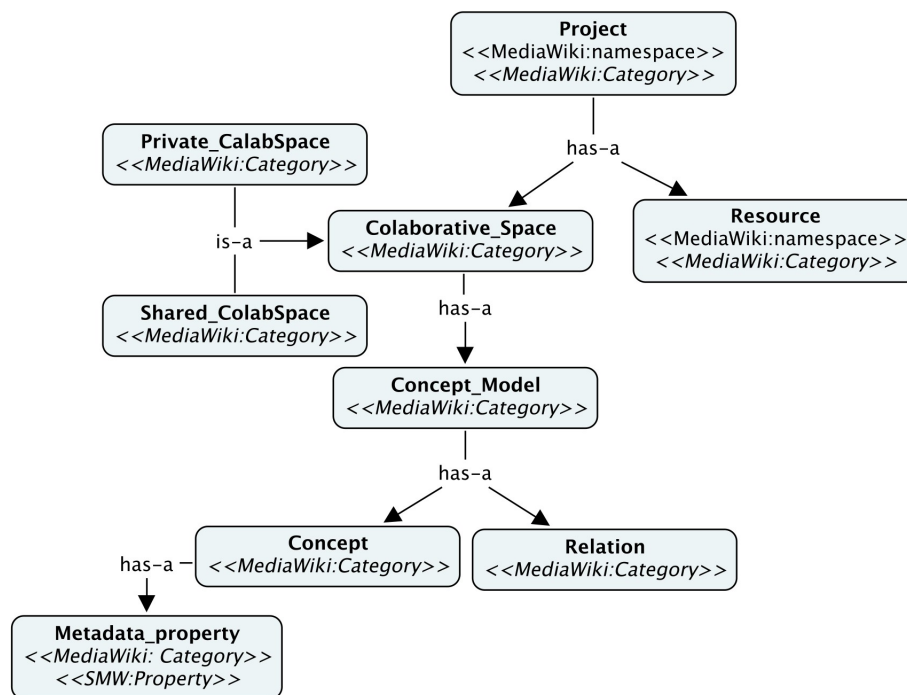 Project
<<MediaWiki:namespace>>
<<MediaWiki:Category>>
has-a
Private_CalabSpace
<<MediaWiki:Category>>
is-a
Colaborative_Space
<<MediaWiki:Category>>
Resource
<<MediaWiki:namespace>>
<<MediaWiki:Category>>
Shared_ColabSpace
<<MediaWiki:Category>>
has-a
Concept_Model
<<MediaWiki:Category>>
has-a
Concept
<<MediaWiki:Category>>
Relation
<<MediaWiki:Category>>
has-a
Metadata_property
<<MediaWiki: Category>>
<<SMW:Property>>